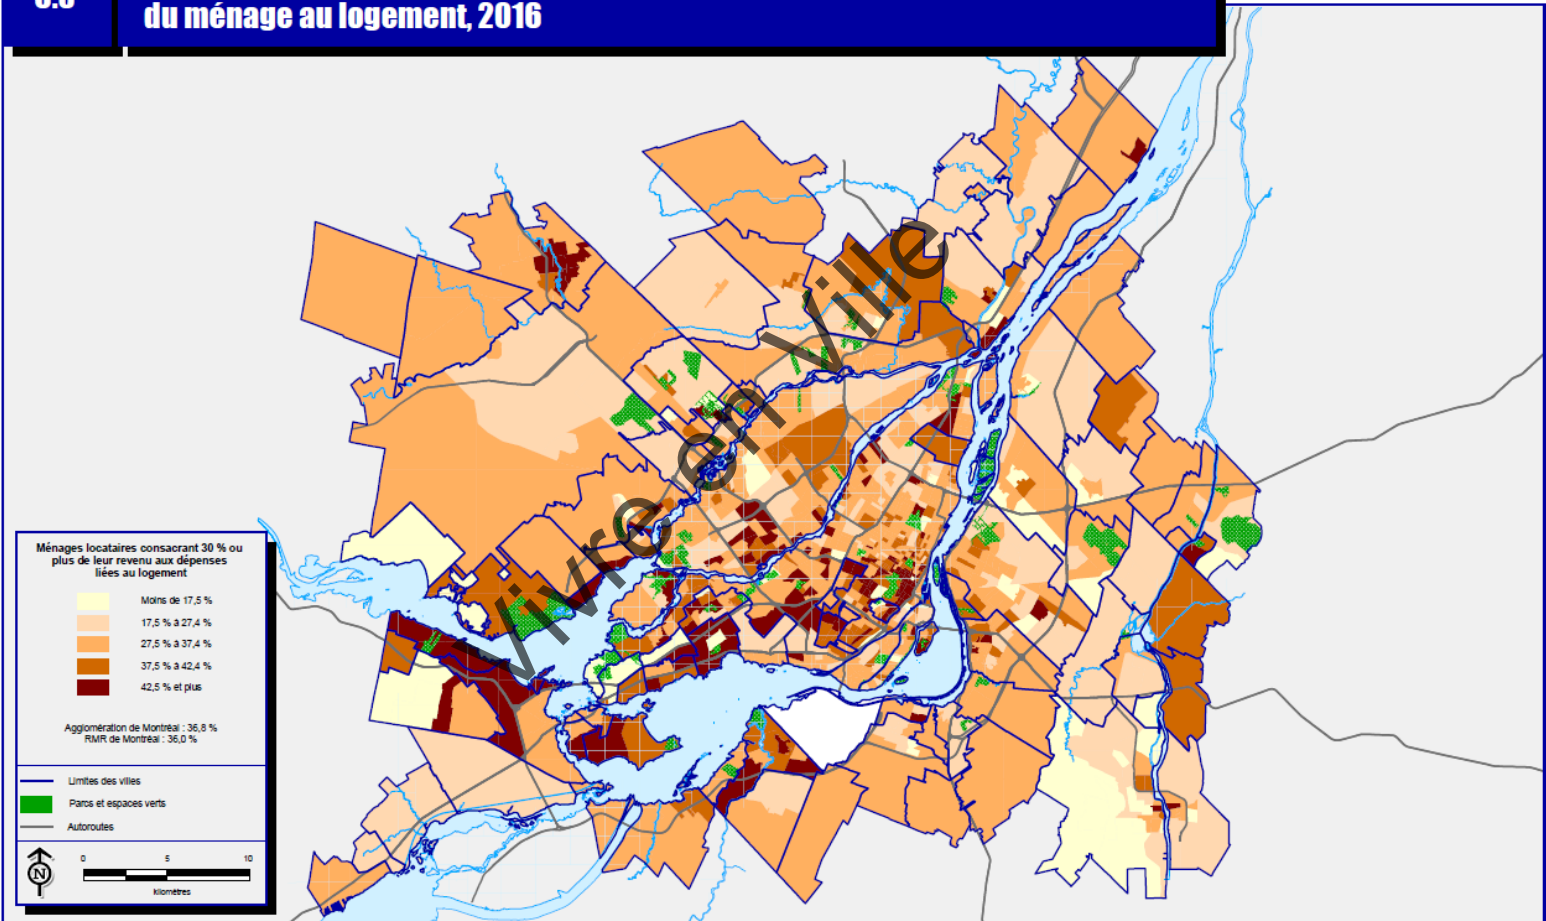 du ménage au logement, 2016
Vivre en Ville
Ménages locataires consacrant 30 % ou
plus de leur revenu aux dépenses
liées au logement
Moins de 17,5 %
17,5 % à 27,4 %
27,5 % à 37,4 %
37,5 % à 42,4 %
42,5 % et plus
Agglomération de Montréal : 36,8 %
RMR de Montréal : 36,0 %
Limites des villes
Parcs et espaces verts
Autoroutes
N
0 5 10
kilomètres